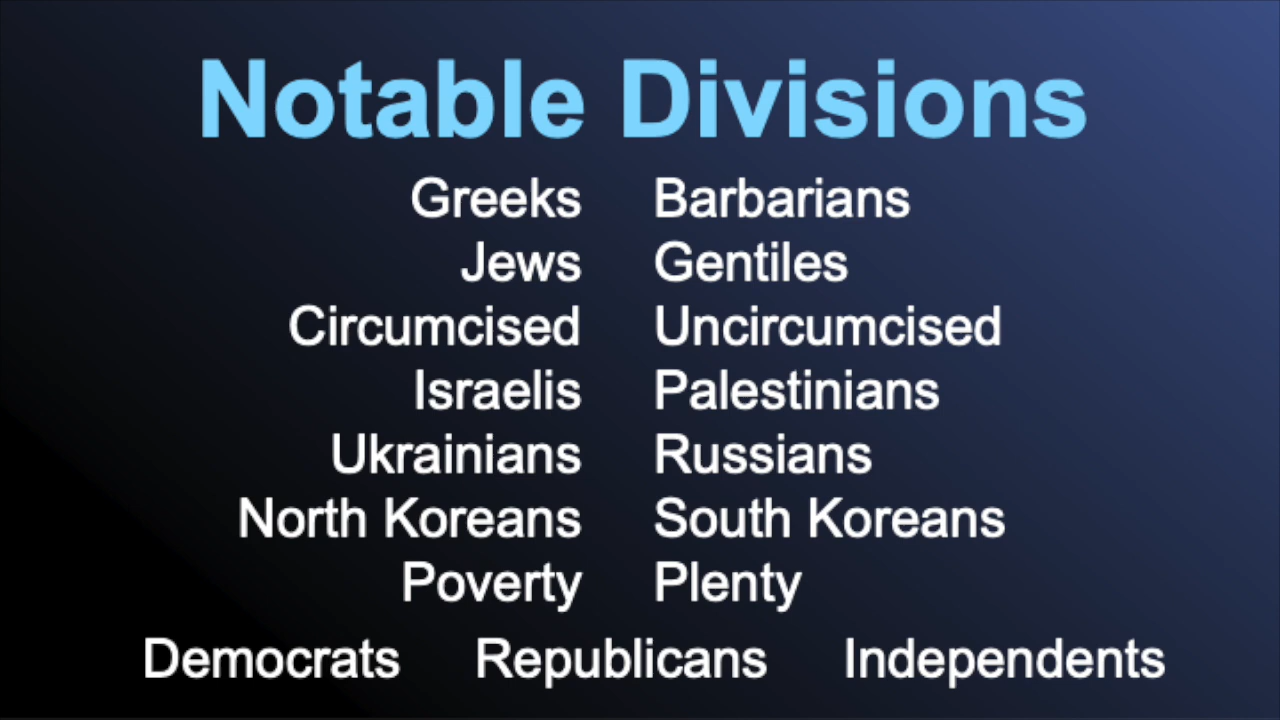 Notable Divisions
Greeks Barbarians
Jews Gentiles
Circumcised Uncircumcised
Israelis Palestinians
Ukrainians Russians
North Koreans South Koreans
Poverty Plenty
Democrats Republicans Independents